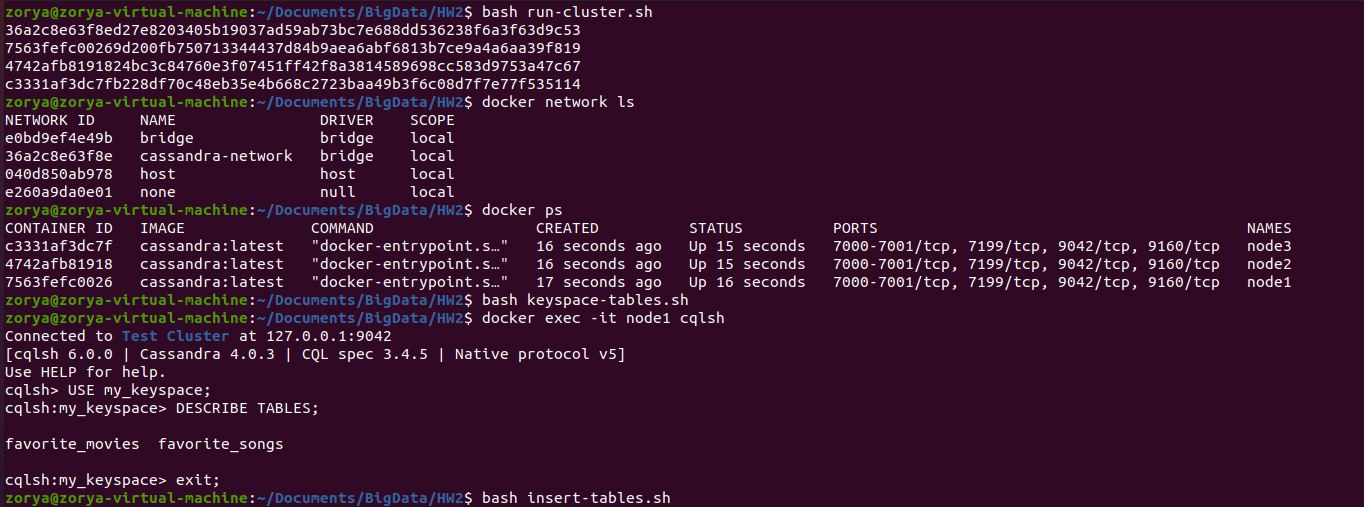 zorya@zorya-virtual-machine:~/Documents/BigData/HW2$ bash run-cluster.sh
36a2c8e63f8ed27e8203405b19037ad59ab73bc7e688dd536238f6a3f63d9c53
7563fefc00269d200fb750713344437d84b9aea6abf6813b7ce9a4a6aa39f819
4742afb8191824bc3c84760e3f07451ff42f8a3814589698cc583d9753a47c67
c3331af3dc7fb228df70c48eb35e4b668c2723baa49b3f6c08d7f7e77f535114
zorya@zorya-virtual-machine:~/Documents/BigData/HW2$ docker network ls
NETWORK ID     NAME                DRIVER    SCOPE
e0bd9ef4e49b   bridge              bridge    local
36a2c8e63f8e   cassandra-network   bridge    local
040d850ab978   host                host      local
e260a9da0e01   none                null      local
zorya@zorya-virtual-machine:~/Documents/BigData/HW2$ docker ps
CONTAINER ID   IMAGE              COMMAND                  CREATED          STATUS          PORTS                                         NAMES
c3331af3dc7f   cassandra:latest   "docker-entrypoint.s…"   16 seconds ago   Up 15 seconds   7000-7001/tcp, 7199/tcp, 9042/tcp, 9160/tcp   node3
4742afb81918   cassandra:latest   "docker-entrypoint.s…"   16 seconds ago   Up 15 seconds   7000-7001/tcp, 7199/tcp, 9042/tcp, 9160/tcp   node2
7563fefc0026   cassandra:latest   "docker-entrypoint.s…"   17 seconds ago   Up 16 seconds   7000-7001/tcp, 7199/tcp, 9042/tcp, 9160/tcp   node1
zorya@zorya-virtual-machine:~/Documents/BigData/HW2$ bash keyspace-tables.sh
zorya@zorya-virtual-machine:~/Documents/BigData/HW2$ docker exec -it node1 cqlsh
Connected to Test Cluster at 127.0.0.1:9042
[cqlsh 6.0.0 | Cassandra 4.0.3 | CQL spec 3.4.5 | Native protocol v5]
Use HELP for help.
cqlsh> USE my_keyspace;
cqlsh:my_keyspace> DESCRIBE TABLES;
favorite_movies  favorite_songs
cqlsh:my_keyspace> exit;
zorya@zorya-virtual-machine:~/Documents/BigData/HW2$ bash insert-tables.sh